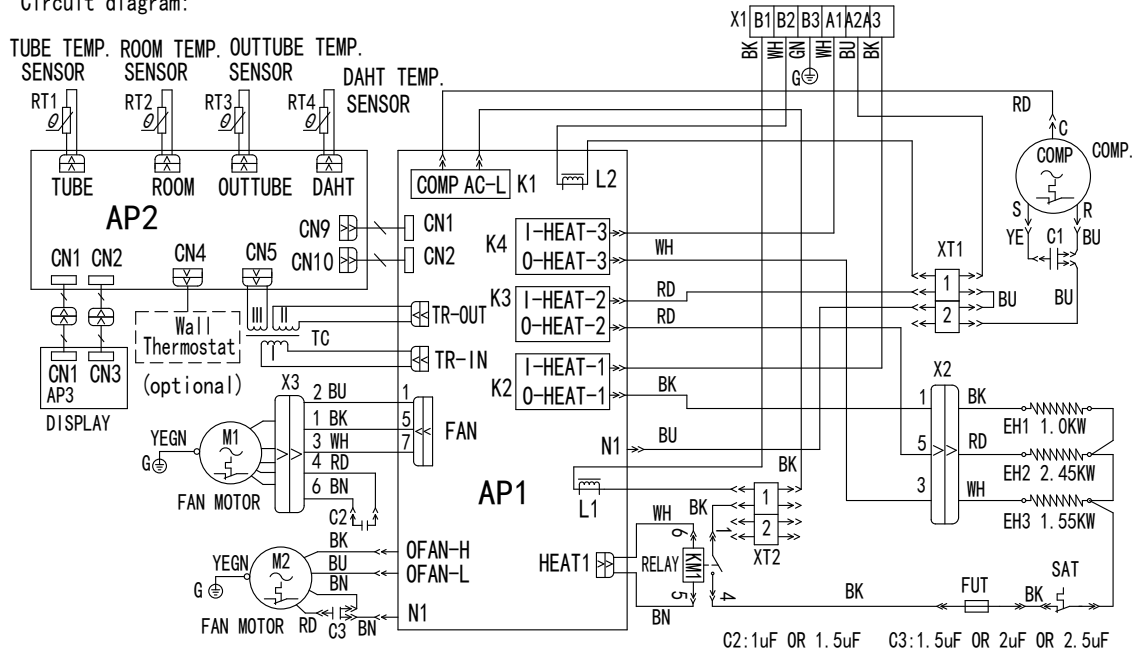 Circuit diagram:
X1 B1 B2 B3 A1 A2 A3
BK WH GN WH BU BK
G
TUBE TEMP. SENSOR
ROOM TEMP. SENSOR
OUTTUBE TEMP. SENSOR
DAHT TEMP. SENSOR
RT1 RT2 RT3 RT4
θ θ θ θ
TUBE ROOM OUTTUBE DAHT
AP2
CN9 CN1
CN10 CN2
CN1 CN2 CN4 CN5
Wall Thermostat
(optional)
III II
I
TC
CN1 CN3
AP3
DISPLAY
COMP AC-L K1
L2
K4
I-HEAT-3
O-HEAT-3
WH
K3
I-HEAT-2
O-HEAT-2
RD
RD
K2
I-HEAT-1
O-HEAT-1
BK
TR-OUT
TR-IN
RD
C
COMP
COMP.
S R
YE C1 BU
XT1
1
2
BU
BU
X3
2 BU 1
1 BK 5
3 WH 7
4 RD
6 BN
FAN
YEGN
M1
G
FAN MOTOR
C2
AP1
N1 BU
BK
L1
X2
1 BK
EH1 1.0KW
5 RD
EH2 2.45KW
3 WH
EH3 1.55KW
BK
1
2
XT2
WH
6 1
HEAT1
RELAY
KM1
5 4
BN
BK
FUT
BK
SAT
BK
OFAN-H
BU
OFAN-L
BN
YEGN
M2
G
FAN MOTOR
RD C3 BN
N1
C2:1uF OR 1.5uF
C3:1.5uF OR 2uF OR 2.5uF